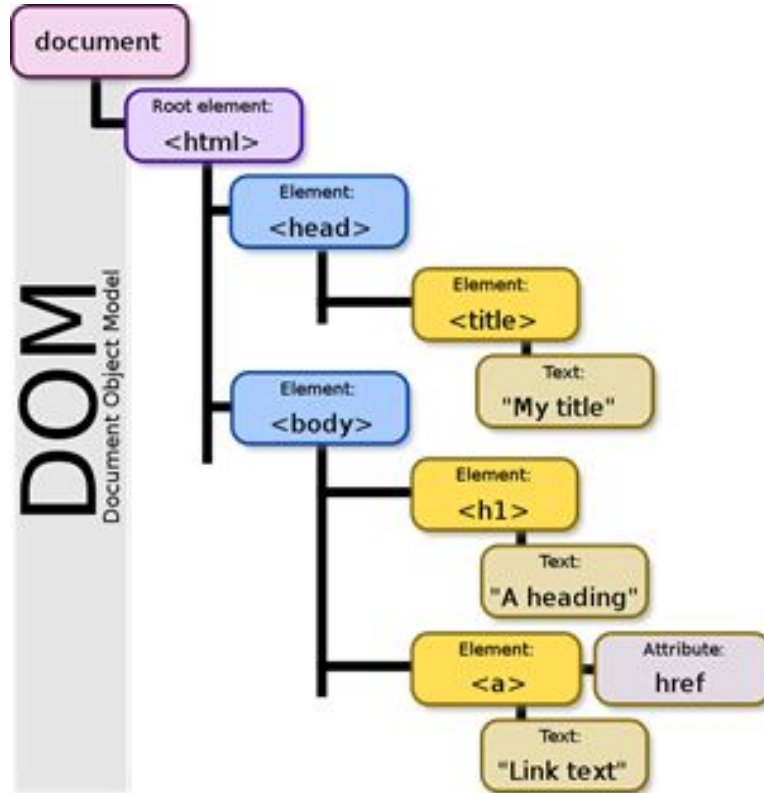 document
Root element:
<html>
Element:
<head>
Element:
<title>
Text:
"My title"
Element:
<body>
Element:
<h1>
Text:
"A heading"
Element:
<a>
Attribute:
href
Text:
"Link text"
DOM
Document Object Model